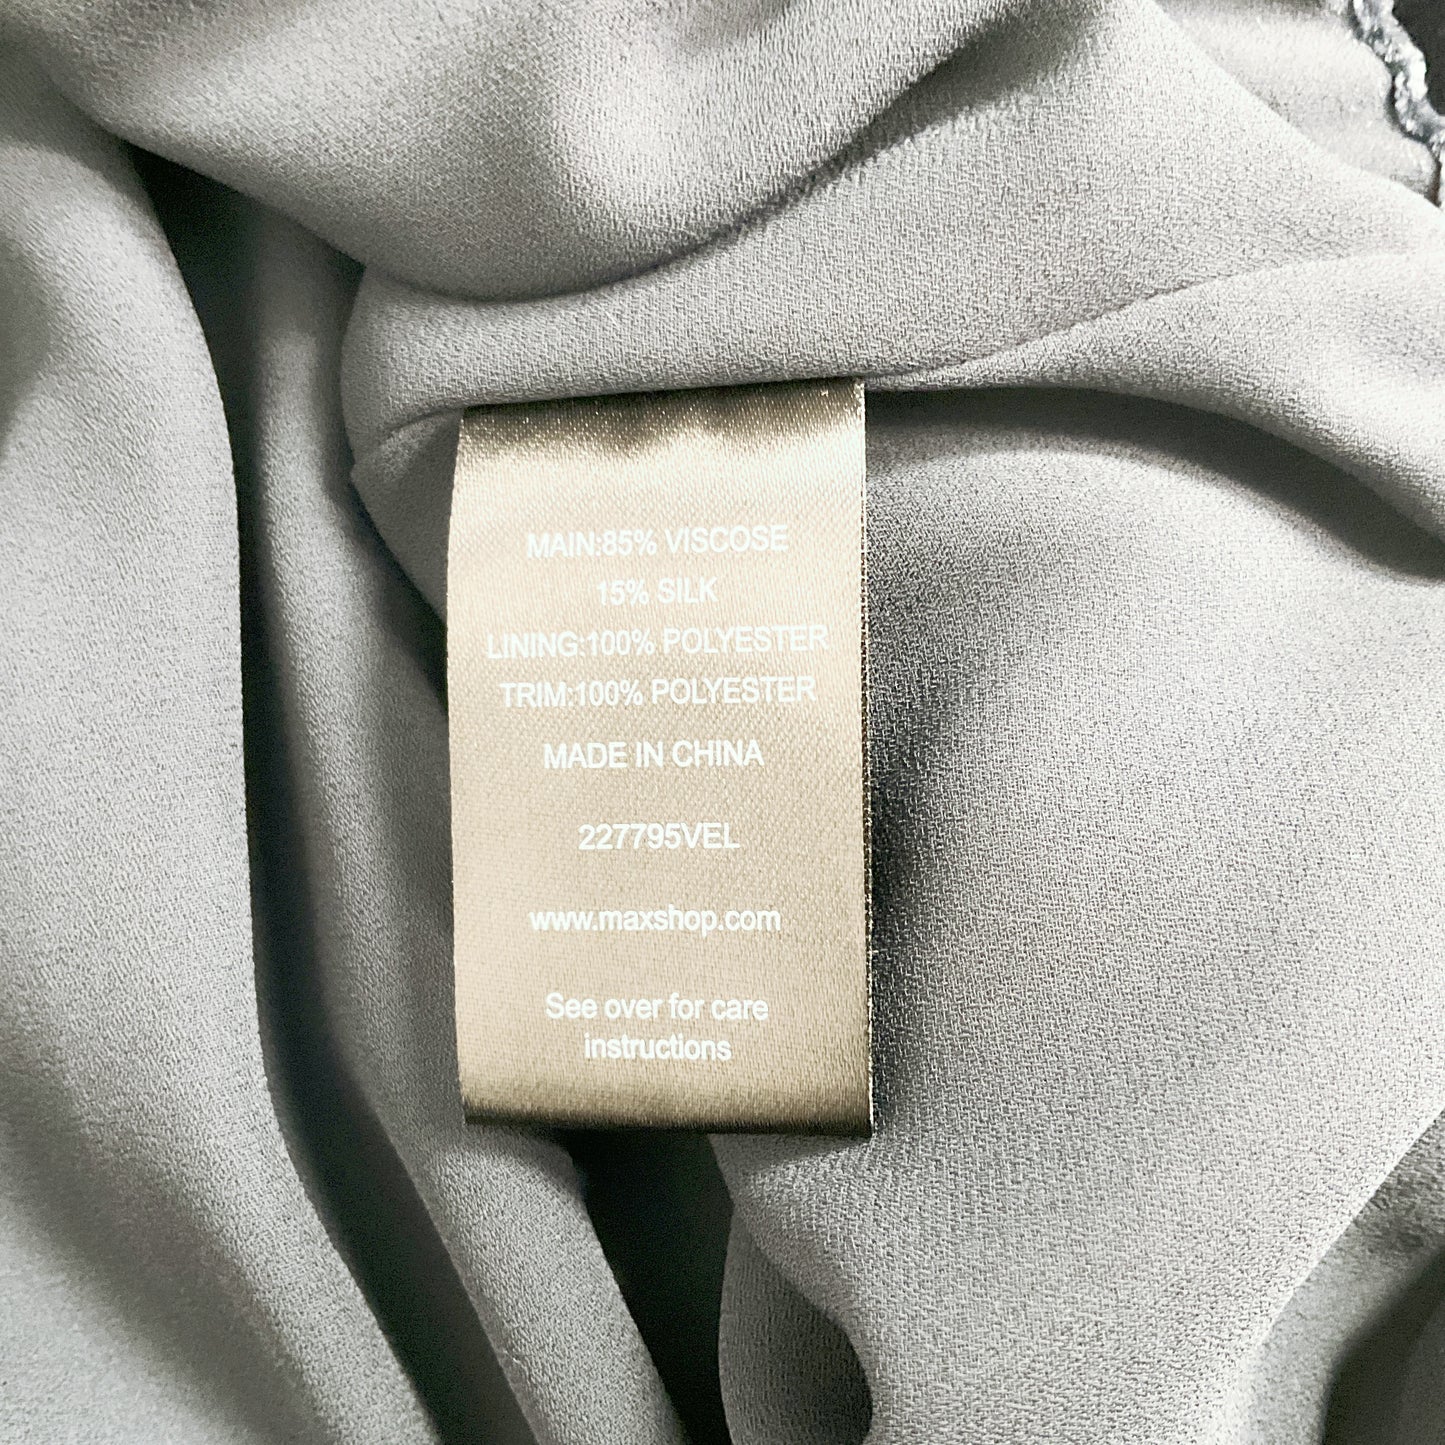 MAIN:85% VISCOSE
15% SILK
LINING:100% POLYESTER
TRIM:100% POLYESTER
MADE IN CHINA
227795VEL
www.maxshop.com
See over for care
instructions